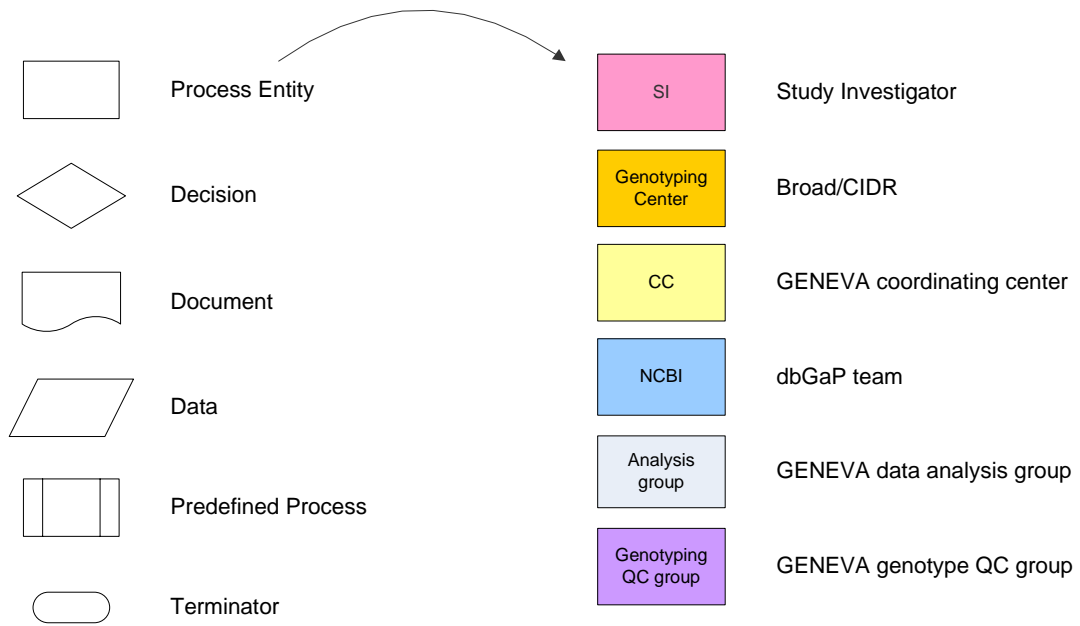 Process Entity
Decision
Document
Data
Predefined Process
Terminator
SI
Study Investigator
Genotyping
Center
Broad/CIDR
CC
GENEVA coordinating center
NCBI
dbGaP team
Analysis
group
GENEVA data analysis group
Genotyping
QC group
GENEVA genotype QC group